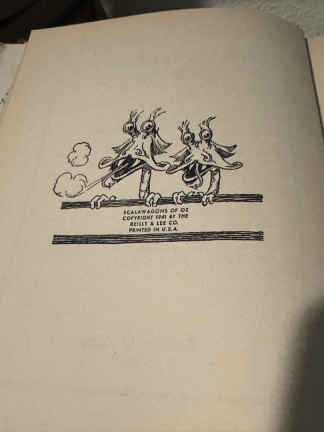 SCALAWAGONS OF OZ
COPYRIGHT 1941 BY THE
REILLY & LEE CO.
PRINTED IN U.S.A.